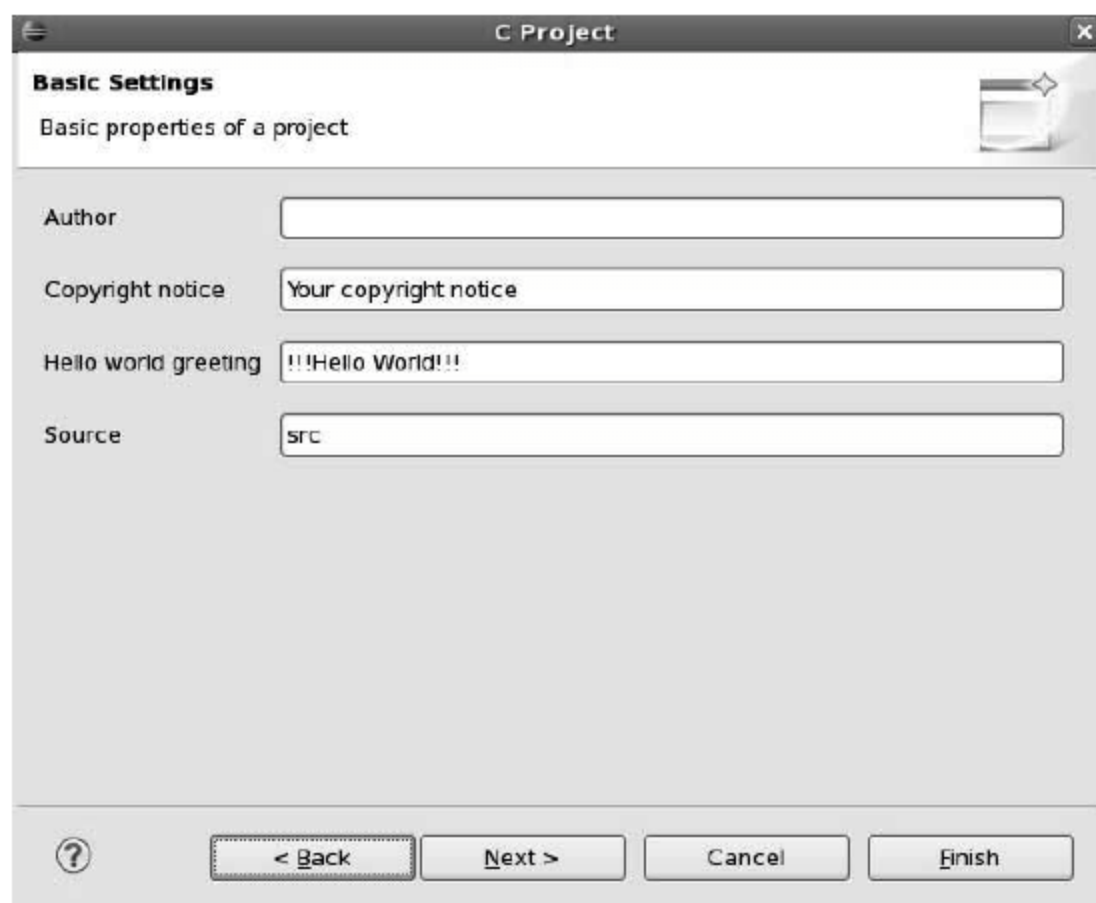 C Project
Basic Settings
Basic properties of a project
Author
Copyright notice Your copyright notice
Hello world greeting !!!Hello World!!!
Source src
? < Back Next > Cancel Finish